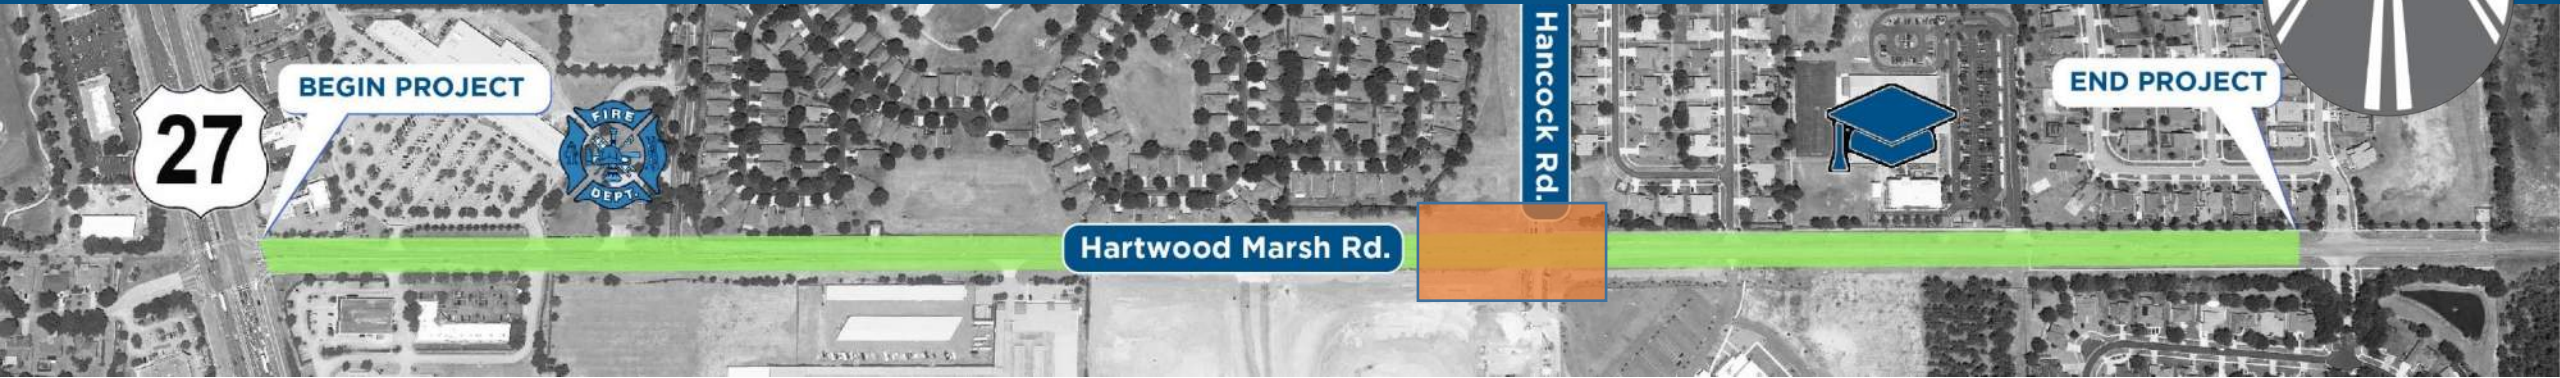 BEGIN PROJECT
27
FIRE
DEPT.
Hartwood Marsh Rd.
Hancock Rd.
END PROJECT